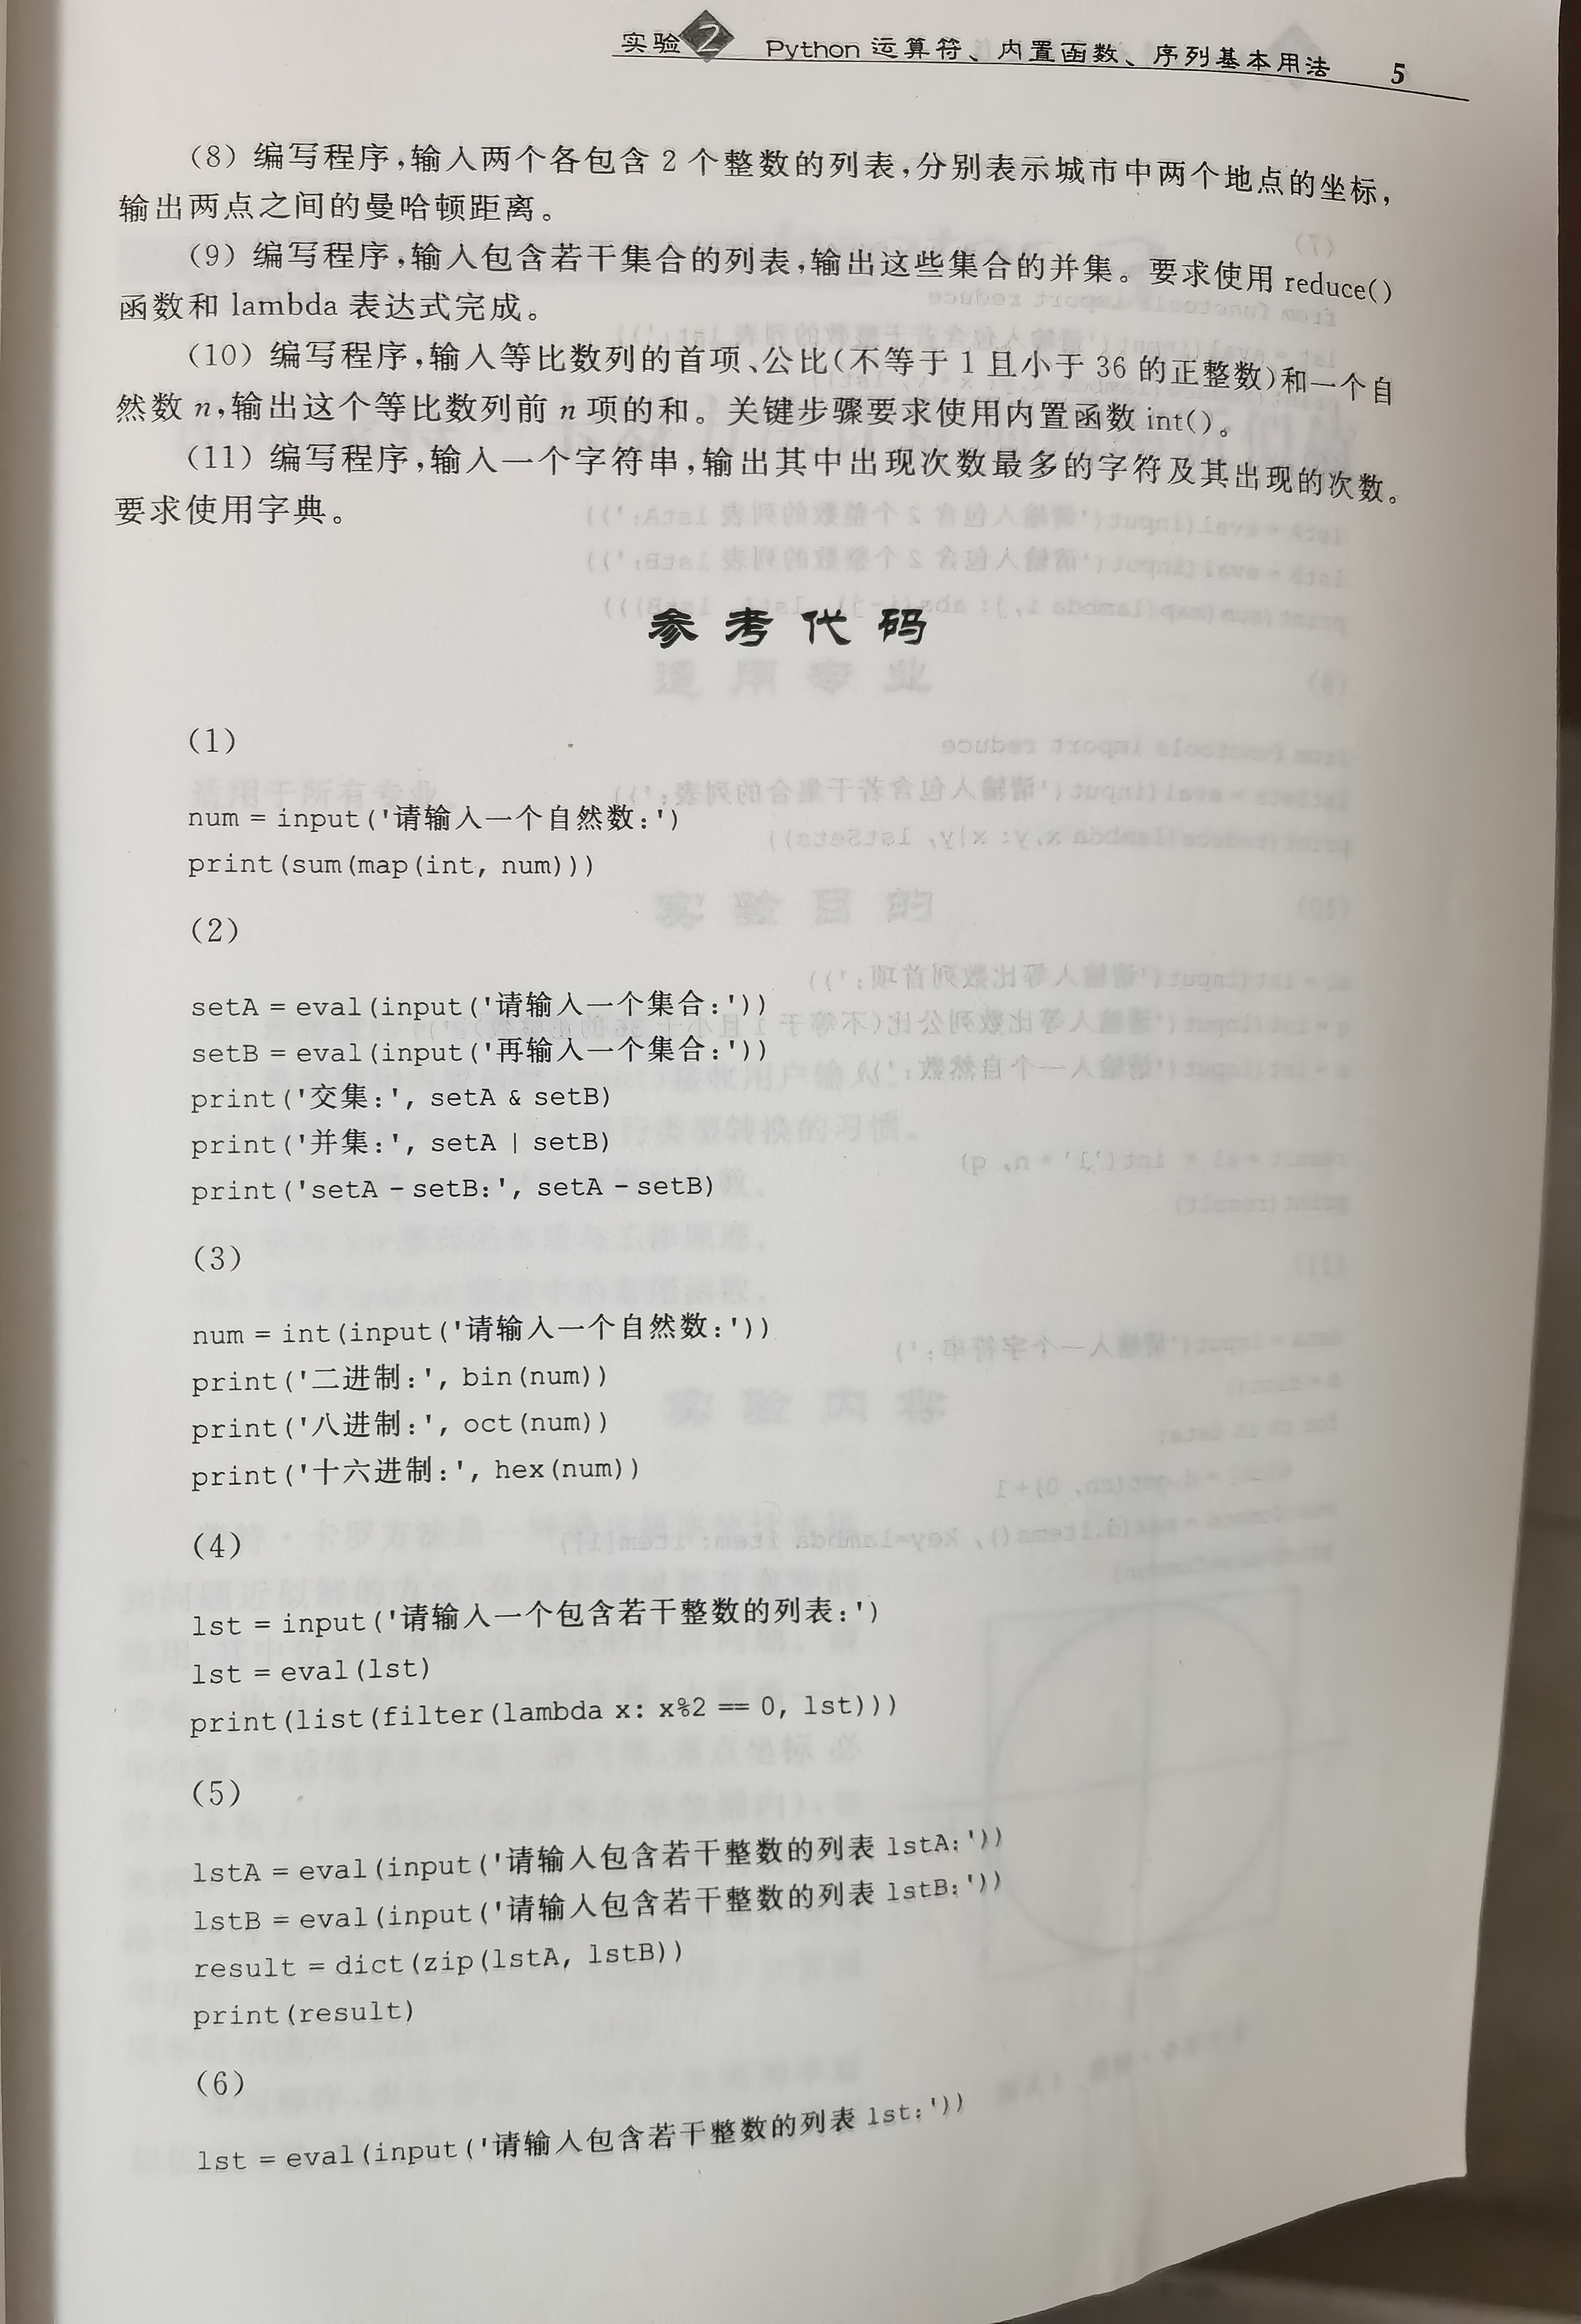 实验 2 Python 运算符、内置函数、序列基本用法 5
(8) 编写程序,输入两个各包含 2 个整数的列表,分别表示城市中两个地点的坐标,
输出两点之间的曼哈顿距离。
(9) 编写程序,输入包含若干集合的列表,输出这些集合的并集。要求使用 reduce()
函数和 lambda 表达式完成。
(10) 编写程序,输入等比数列的首项、公比(不等于 1 且小于 36 的正整数)和一个自
然数 n,输出这个等比数列前 n 项的和。关键步骤要求使用内置函数 int()。
(11) 编写程序,输入一个字符串,输出其中出现次数最多的字符及其出现的次数。
要求使用字典。
参考代码
(1)
num = input('请输入一个自然数:')
print(sum(map(int, num)))
(2)
setA = eval(input('请输入一个集合:'))
setB = eval(input('再输入一个集合:'))
print('交集:', setA & setB)
print('并集:', setA | setB)
print('setA - setB:', setA - setB)
(3)
num = int(input('请输入一个自然数:'))
print('二进制:', bin(num))
print('八进制:', oct(num))
print('十六进制:', hex(num))
(4)
lst = input('请输入一个包含若干整数的列表:')
lst = eval(lst)
print(list(filter(lambda x: x%2 == 0, lst)))
(5)
lstA = eval(input('请输入包含若干整数的列表 lstA:'))
lstB = eval(input('请输入包含若干整数的列表 lstB:'))
result = dict(zip(lstA, lstB))
print(result)
(6)
lst = eval(input('请输入包含若干整数的列表 lst:'))